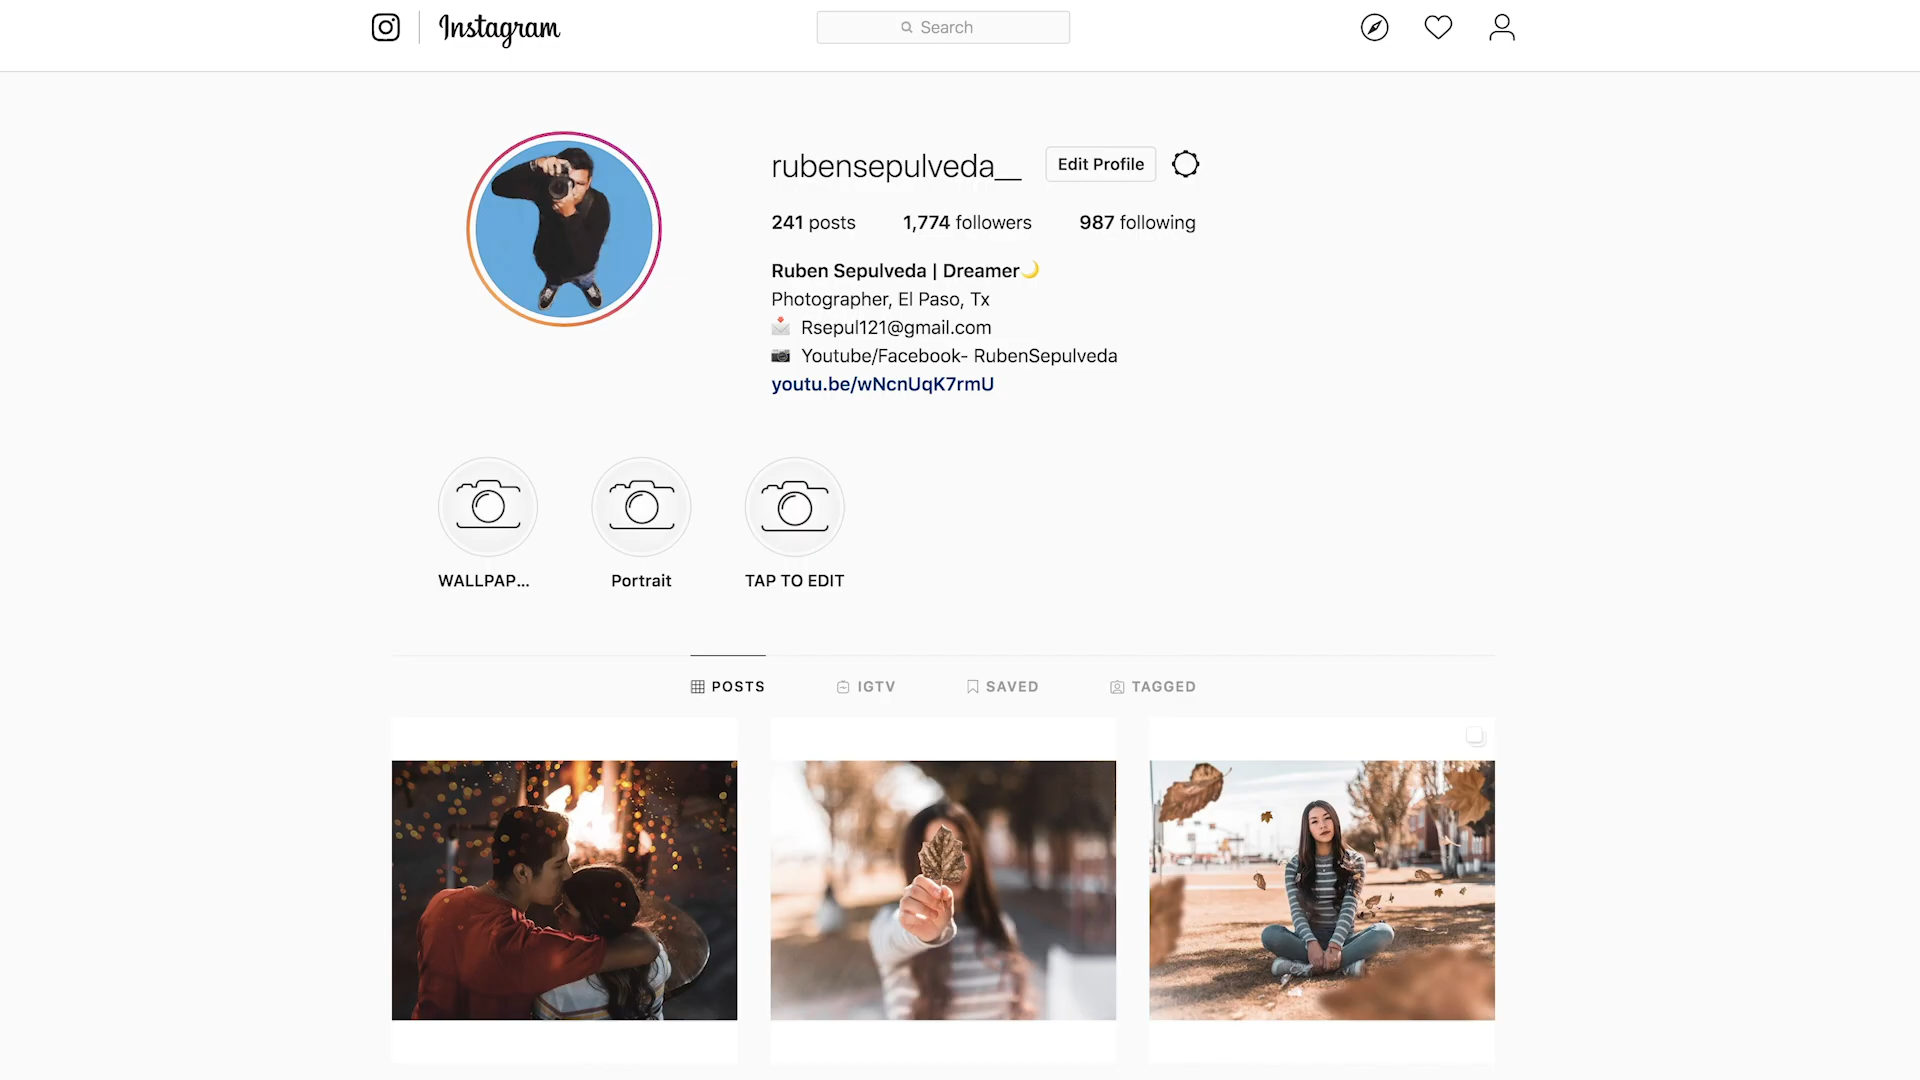 Instagram
Search
rubensepulveda__
Edit Profile
241 posts 1,774 followers 987 following
Ruben Sepulveda | Dreamer🌙
Photographer, El Paso, Tx
📩 Rsepul121@gmail.com
📷 Youtube/Facebook- RubenSepulveda
youtu.be/wNcnUqK7rmU
WALLPAP... Portrait TAP TO EDIT
POSTS IGTV SAVED TAGGED